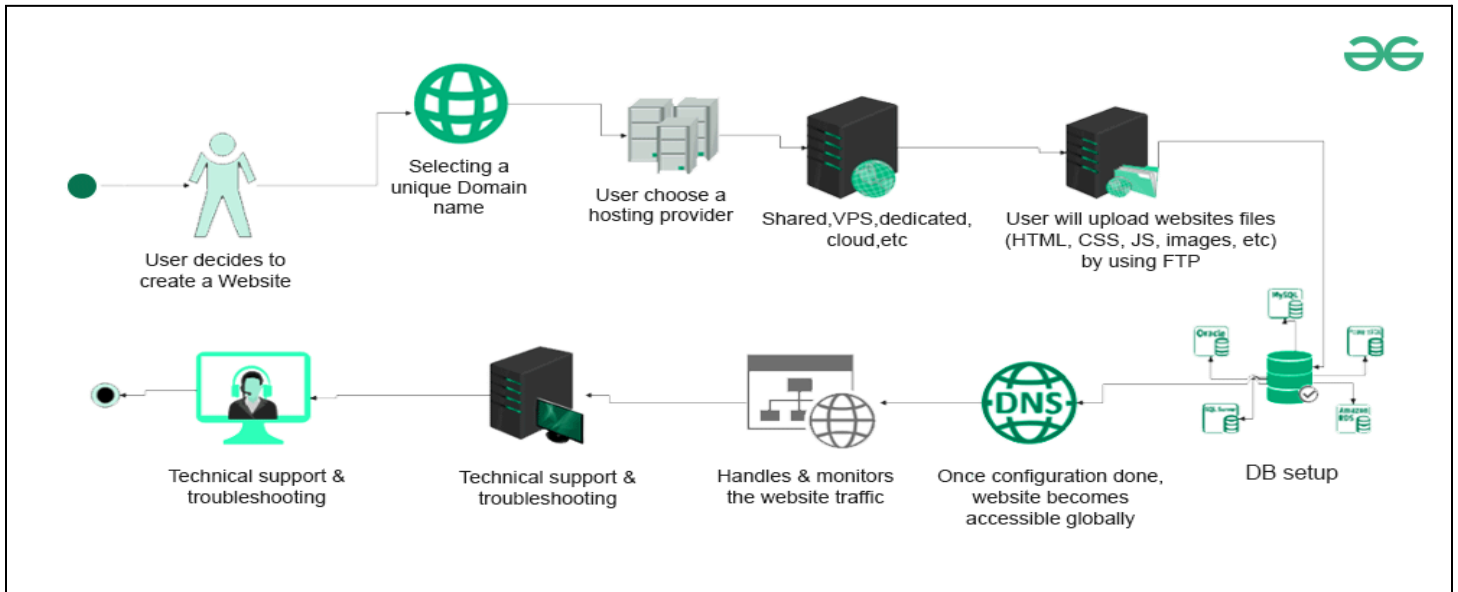 Selecting a
unique Domain
name
User choose a
hosting provider
Shared,VPS,dedicated,
cloud,etc
User will upload websites files
(HTML, CSS, JS, images, etc)
by using FTP
User decides to
create a Website
MySQL
Oracle
SQL Server
Amazon
RDS
DB setup
DNS
Once configuration done,
website becomes
accessible globally
Handles & monitors
the website traffic
Technical support &
troubleshooting
Technical support &
troubleshooting